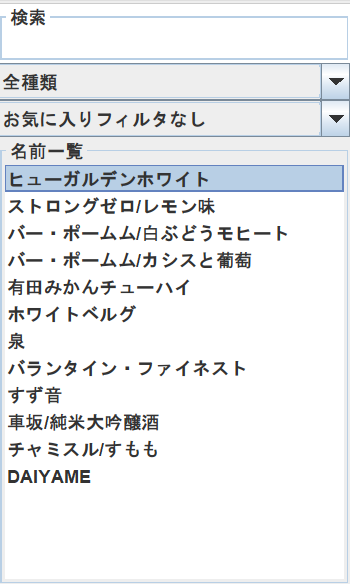 検索
全種類
お気に入りフィルタなし
名前一覧
ヒューガルデンホワイト
ストロングゼロ/レモン味
バー・ポームム/白ぶどうモヒート
バー・ポームム/カシスと葡萄
有田みかんチューハイ
ホワイトベルグ
泉
バランタイン・ファイネスト
すず音
車坂/純米大吟醸酒
チャミスル/すもも
DAIYAME